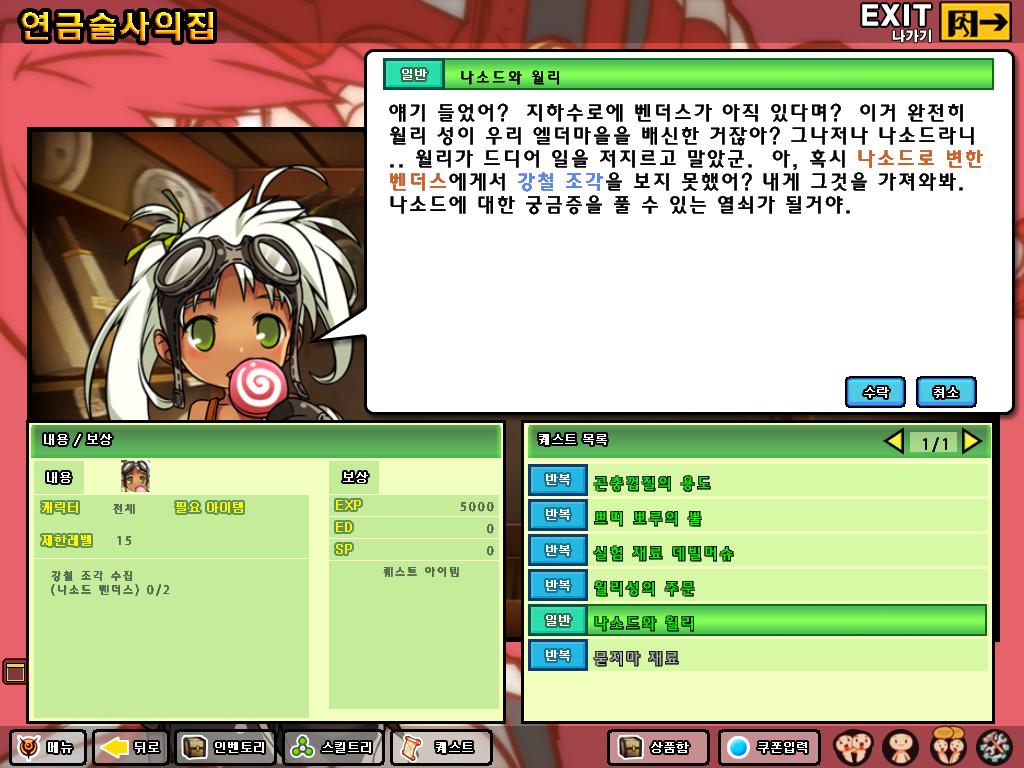 연금술사의집
EXIT
나가기
일반 나소드와 월리
얘기 들었어? 지하수로에 벤더스가 아직 있다며? 이거 완전히
월리 성이 우리 엘더마을을 배신한 거잖아? 그나저나 나소드라니
.. 월리가 드디어 일을 저지르고 말았군. 아, 혹시 나소드로 변한
벤더스에게서 강철 조각을 보지 못했어? 내게 그것을 가져와봐.
나소드에 대한 궁금증을 풀 수 있는 열쇠가 될거야.
수락 취소
내용 / 보상
내용
캐릭터 전체 필요 아이템
제한레벨 15
강철 조각 수집
(나소드 벤더스) 0/2
보상
EXP 5000
ED 0
SP 0
퀘스트 아이템
퀘스트 목록 1/1
반복 곤충껍질의 용도
반복 쁘띠 뽀루의 뿔
반복 실험 재료 데빌머슈
반복 월리성의 주문
일반 나소드와 월리
반복 묻지마 재료
메뉴 뒤로 인벤토리 스킬트리 퀘스트 상품함 쿠폰입력